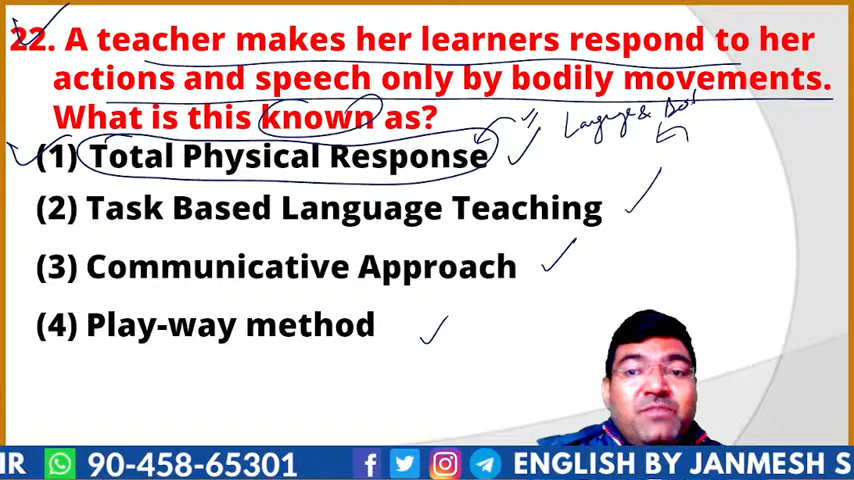 22. A teacher makes her learners respond to her
actions and speech only by bodily movements.
What is this known as?
Language &
(1) Total Physical Response
(2) Task Based Language Teaching
(3) Communicative Approach
(4) Play-way method
IR 90-458-65301 ENGLISH BY JANMESH S